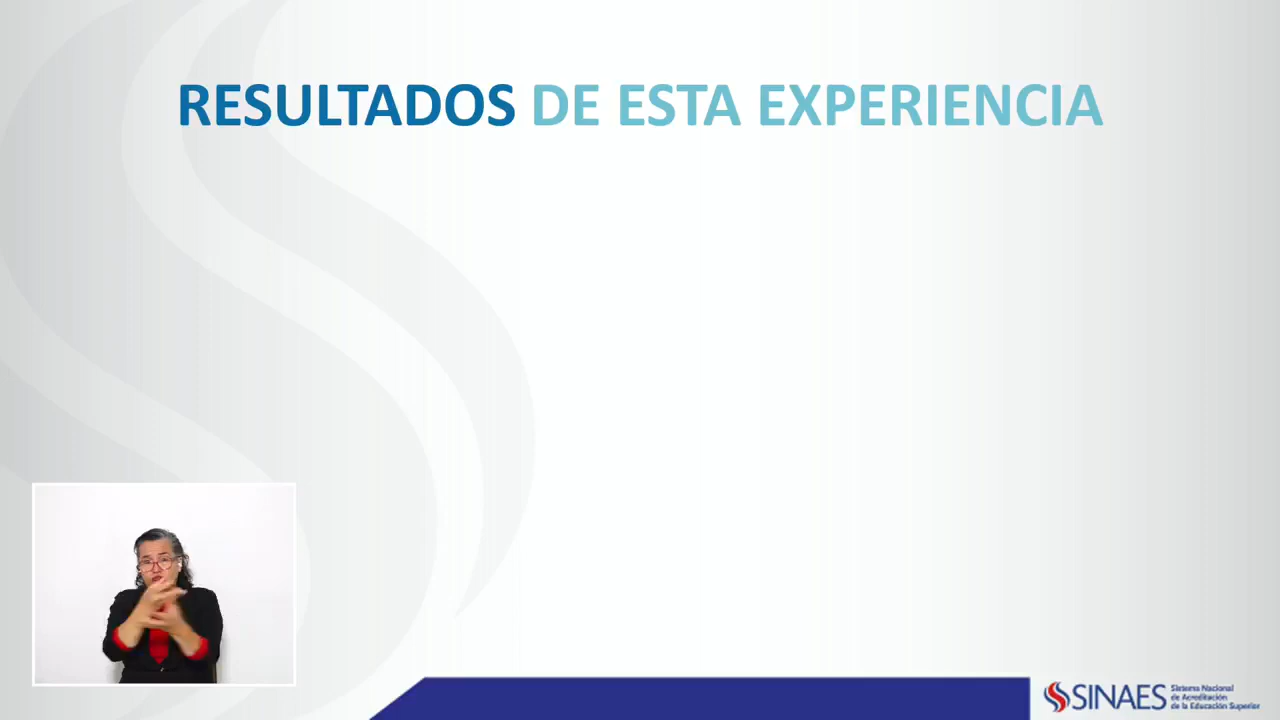 RESULTADOS DE ESTA EXPERIENCIA
SINAES
Sistema Nacional
de Acreditación
de la Educación Superior